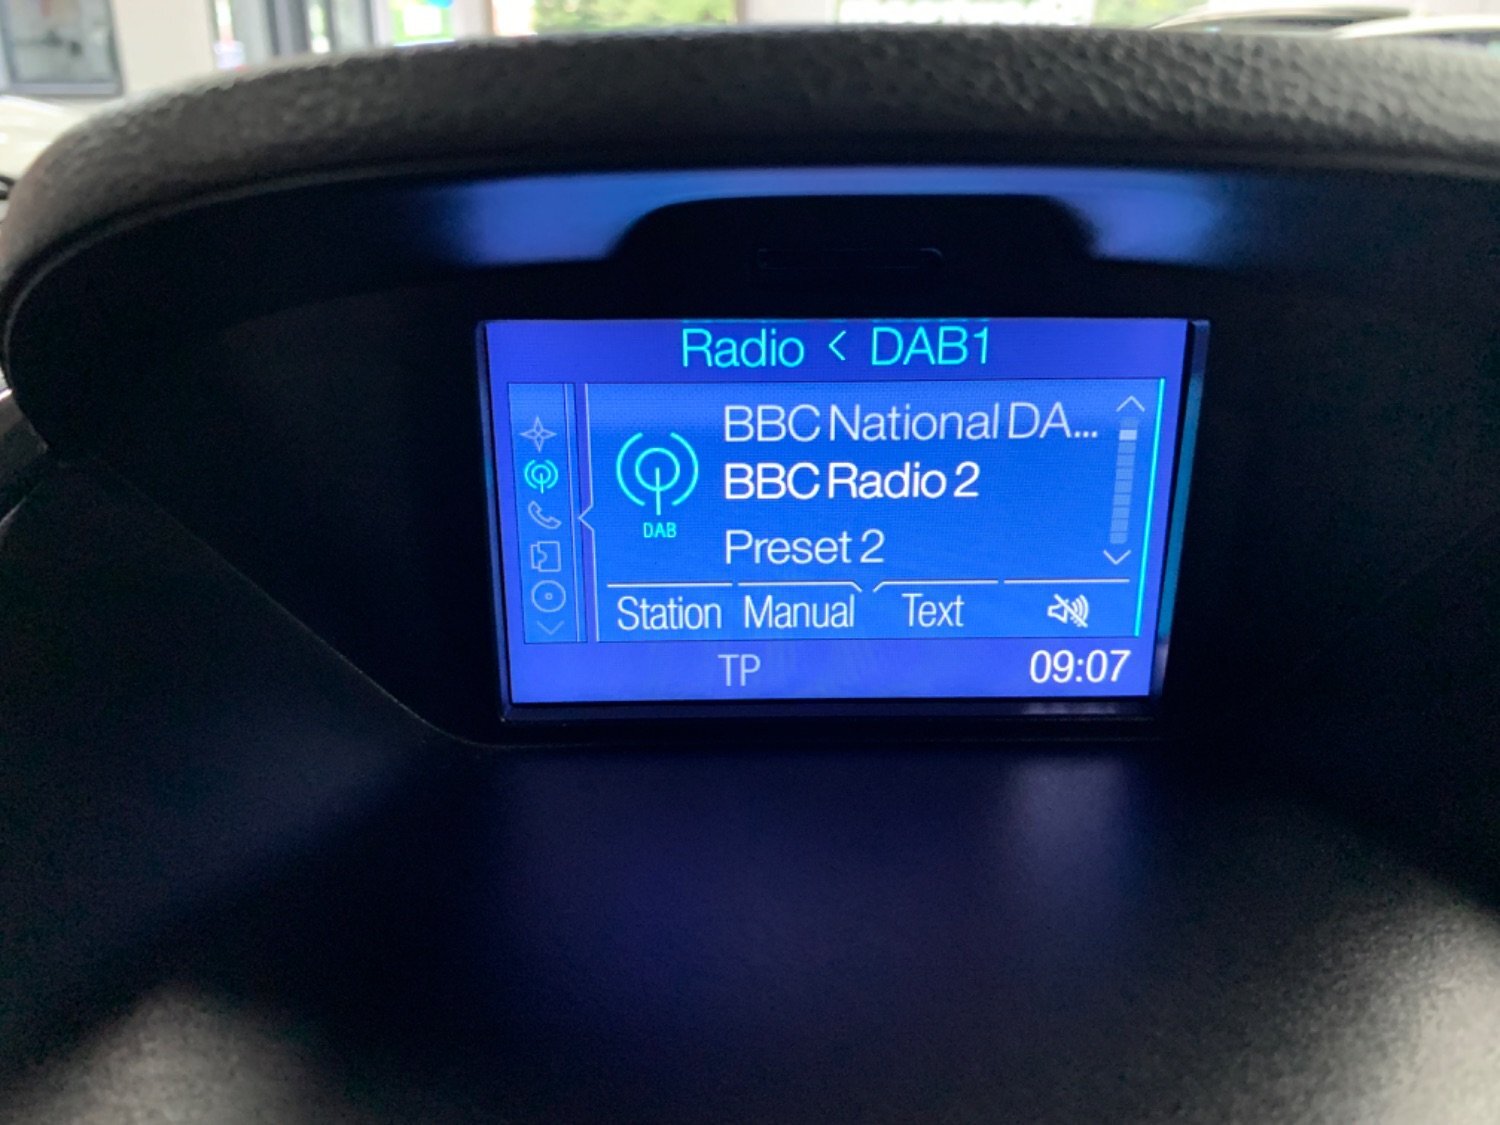 Radio < DAB1
BBC National DA...
BBC Radio 2
DAB
Preset 2
Station Manual Text
TP 09:07